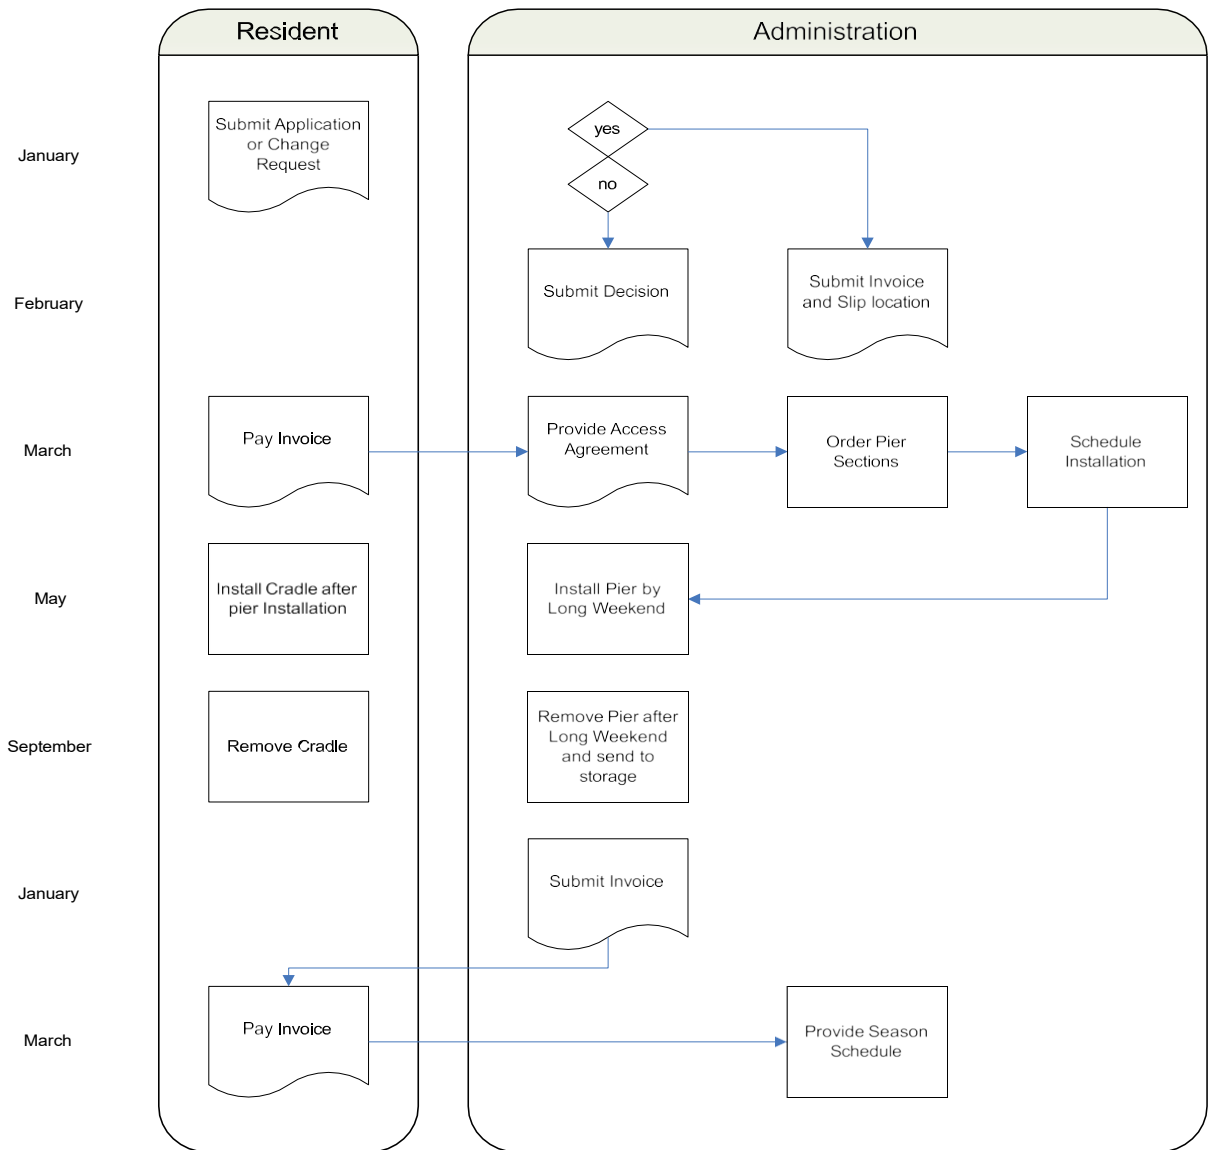 Resident
Administration
January
Submit Application
or Change
Request
yes
no
February
Submit Decision
Submit Invoice
and Slip location
March
Pay Invoice
Provide Access
Agreement
Order Pier
Sections
Schedule
Installation
May
Install Cradle after
pier Installation
Install Pier by
Long Weekend
September
Remove Cradle
Remove Pier after
Long Weekend
and send to
storage
January
Submit Invoice
March
Pay Invoice
Provide Season
Schedule